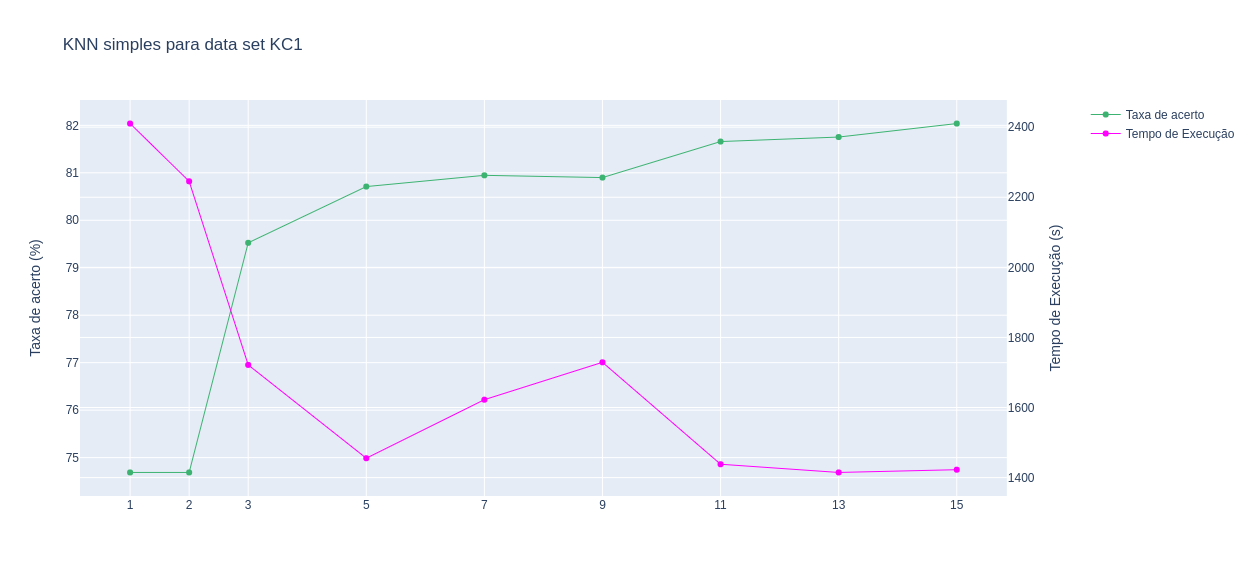 KNN simples para data set KC1
Taxa de acerto
Tempo de Execução
Taxa de acerto (%)
82
81
80
79
78
77
76
75
2400
2200
2000
1800
1600
1400
Tempo de Execução (s)
1 2 3 5 7 9 11 13 15